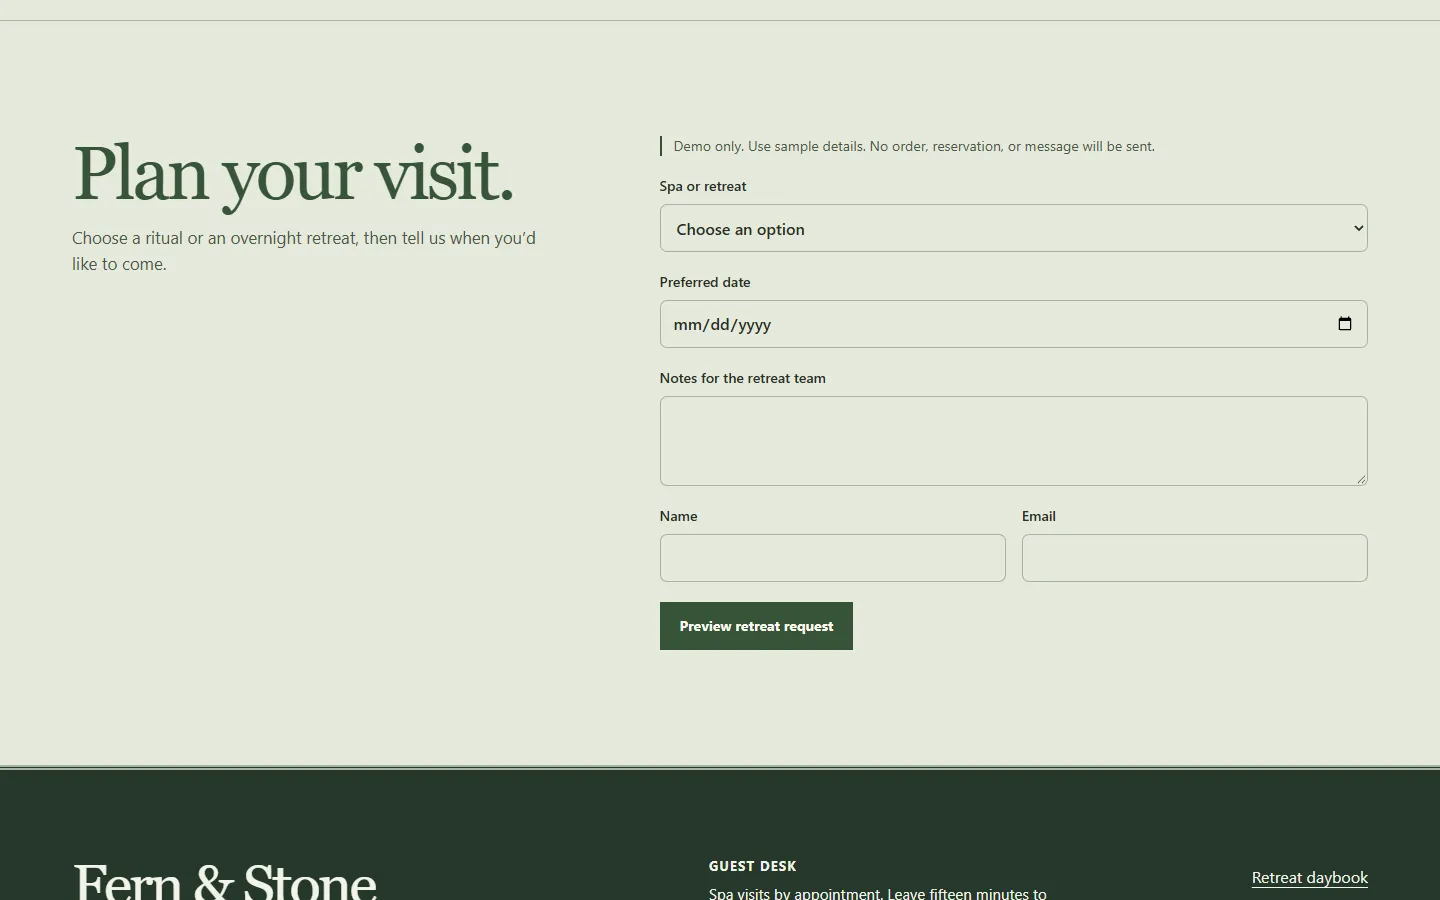 Plan your visit.
Choose a ritual or an overnight retreat, then tell us when you’d
like to come.
Demo only. Use sample details. No order, reservation, or message will be sent.
Spa or retreat
Choose an option
Preferred date
mm/dd/yyyy
Notes for the retreat team
Name
Email
Preview retreat request
Fern & Stone
GUEST DESK
Spa visits by appointment. Leave fifteen minutes to
Retreat daybook